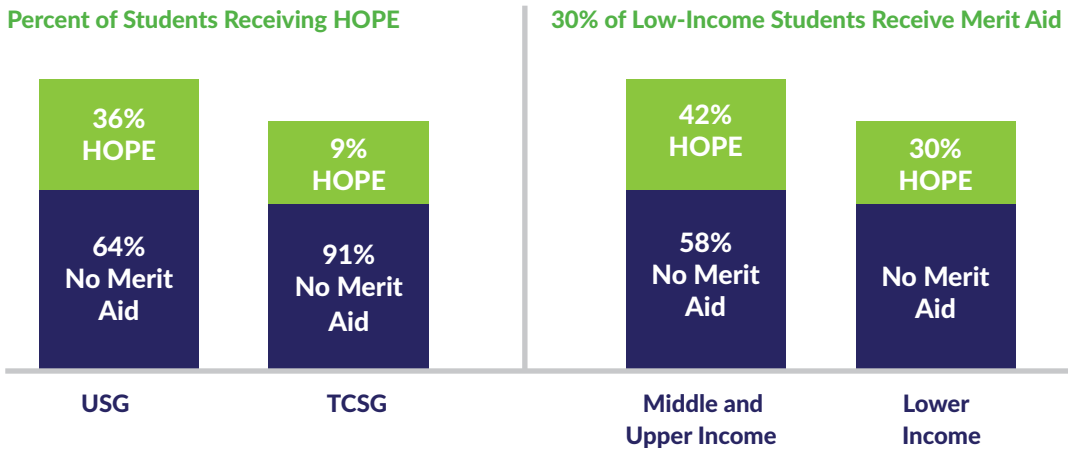 Percent of Students Receiving HOPE
36%
HOPE
64%
No Merit
Aid
USG
9%
HOPE
91%
No Merit
Aid
TCSG
30% of Low-Income Students Receive Merit Aid
42%
HOPE
58%
No Merit
Aid
Middle and
Upper Income
30%
HOPE
No Merit
Aid
Lower
Income